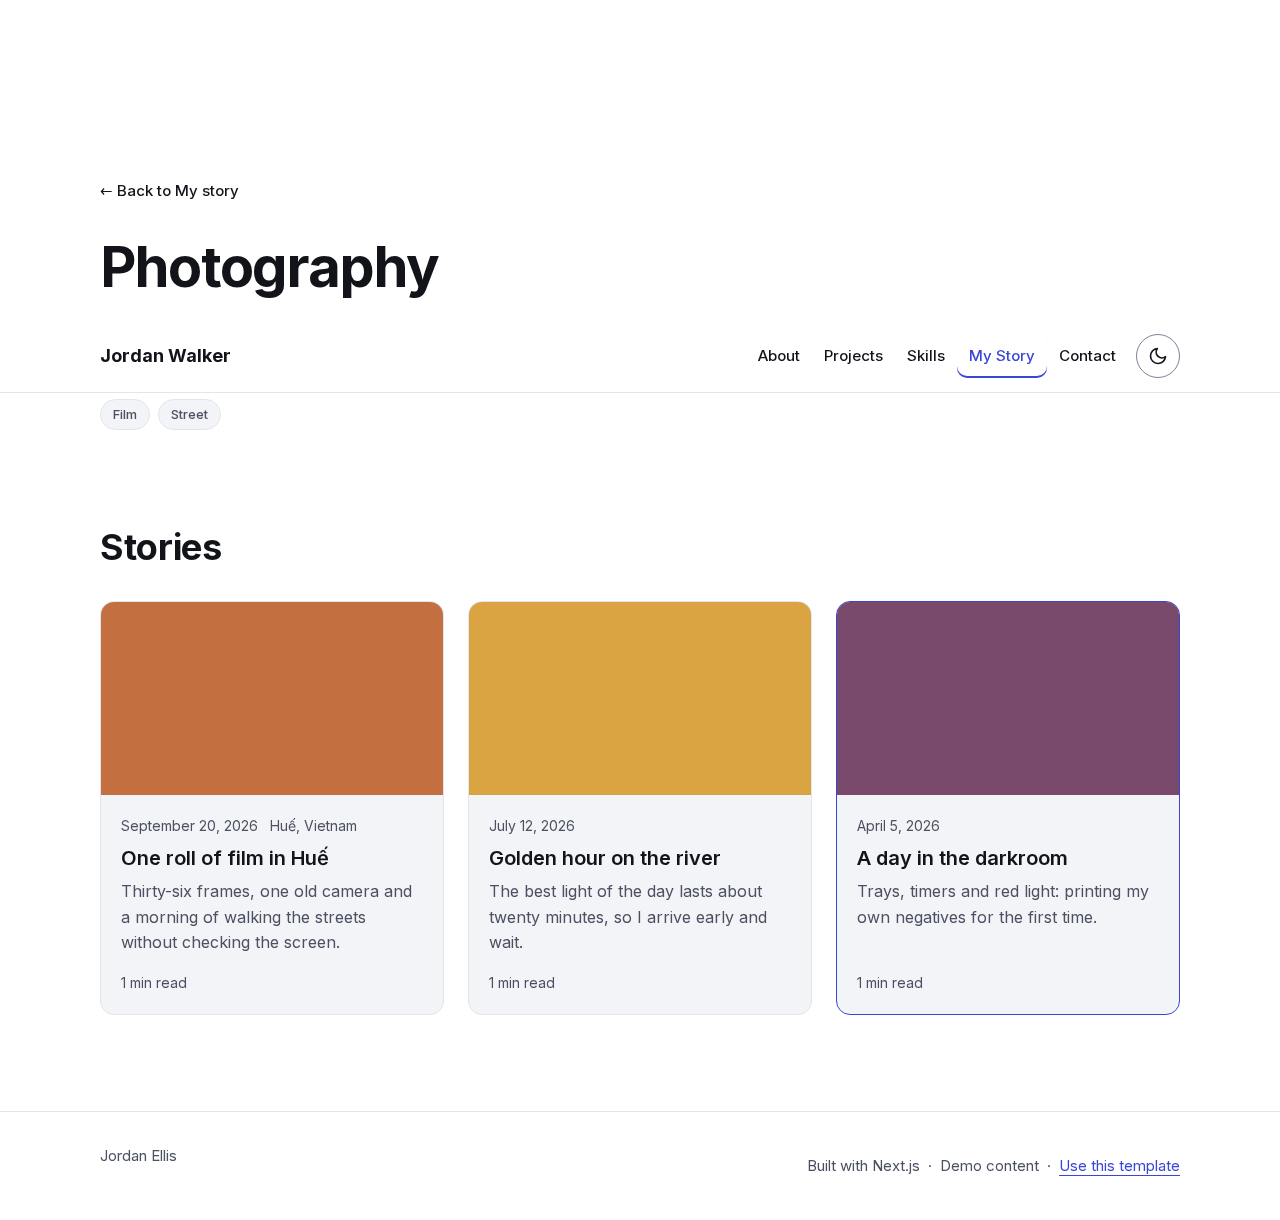 ← Back to My story
Photography
Jordan Walker
About Projects Skills My Story Contact
Film Street
Stories
September 20, 2026 Huế, Vietnam
One roll of film in Huế
Thirty-six frames, one old camera and
a morning of walking the streets
without checking the screen.
1 min read
July 12, 2026
Golden hour on the river
The best light of the day lasts about
twenty minutes, so I arrive early and
wait.
1 min read
April 5, 2026
A day in the darkroom
Trays, timers and red light: printing my
own negatives for the first time.
1 min read
Jordan Ellis
Built with Next.js · Demo content · Use this template